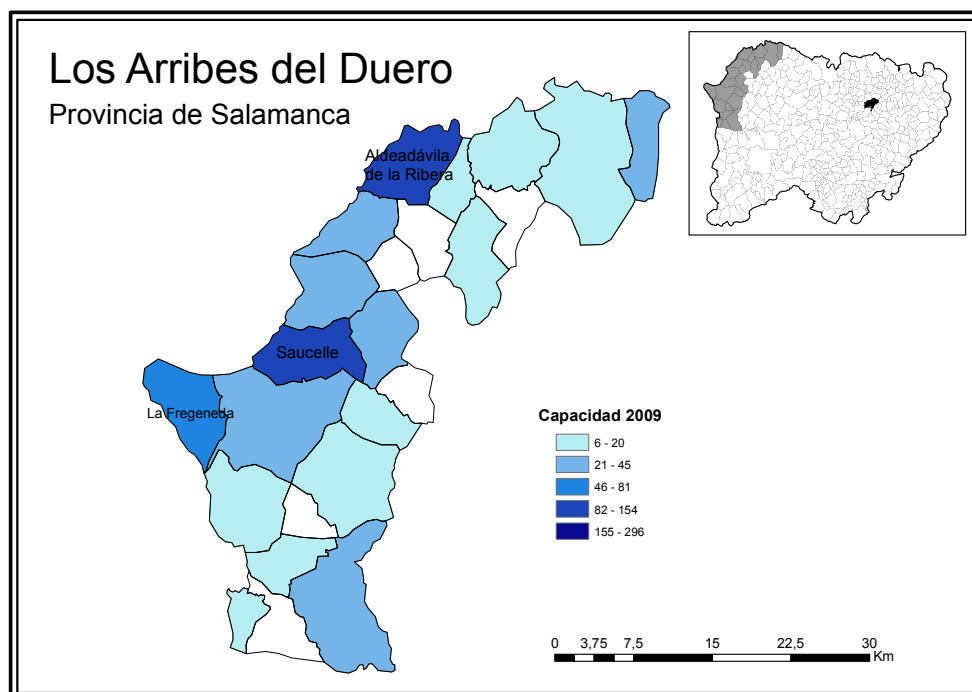 Los Arribes del Duero
Provincia de Salamanca
Aldeadávila
de la Ribera
Saucelle
La Fregeneda
Capacidad 2009
6 - 20
21 - 45
46 - 81
82 - 154
155 - 296
0 3,75 7,5 15 22,5 30
Km